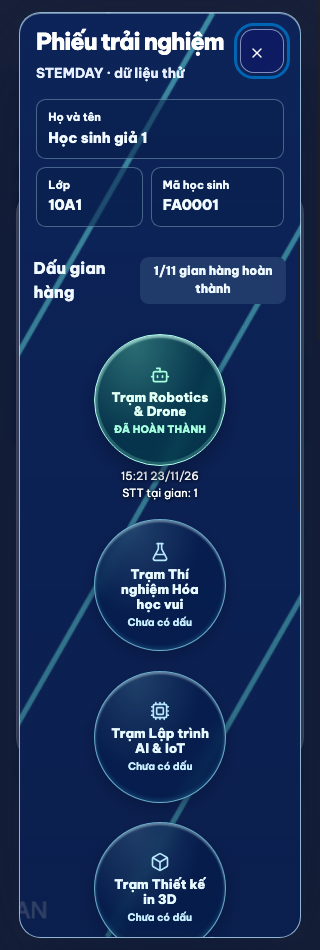 Phiếu trải nghiệm
STEMDAY · dữ liệu thử
Họ và tên
Học sinh giả 1
Lớp
10A1
Mã học sinh
FA0001
Dấu gian
hàng
1/11 gian hàng hoàn
thành
Trạm Robotics
& Drone
ĐÃ HOÀN THÀNH
15:21 23/11/26
STT tại gian: 1
Trạm Thí
nghiệm Hóa
học vui
Chưa có dấu
Trạm Lập trình
AI & IoT
Chưa có dấu
Trạm Thiết kế
in 3D
Chưa có dấu
AN